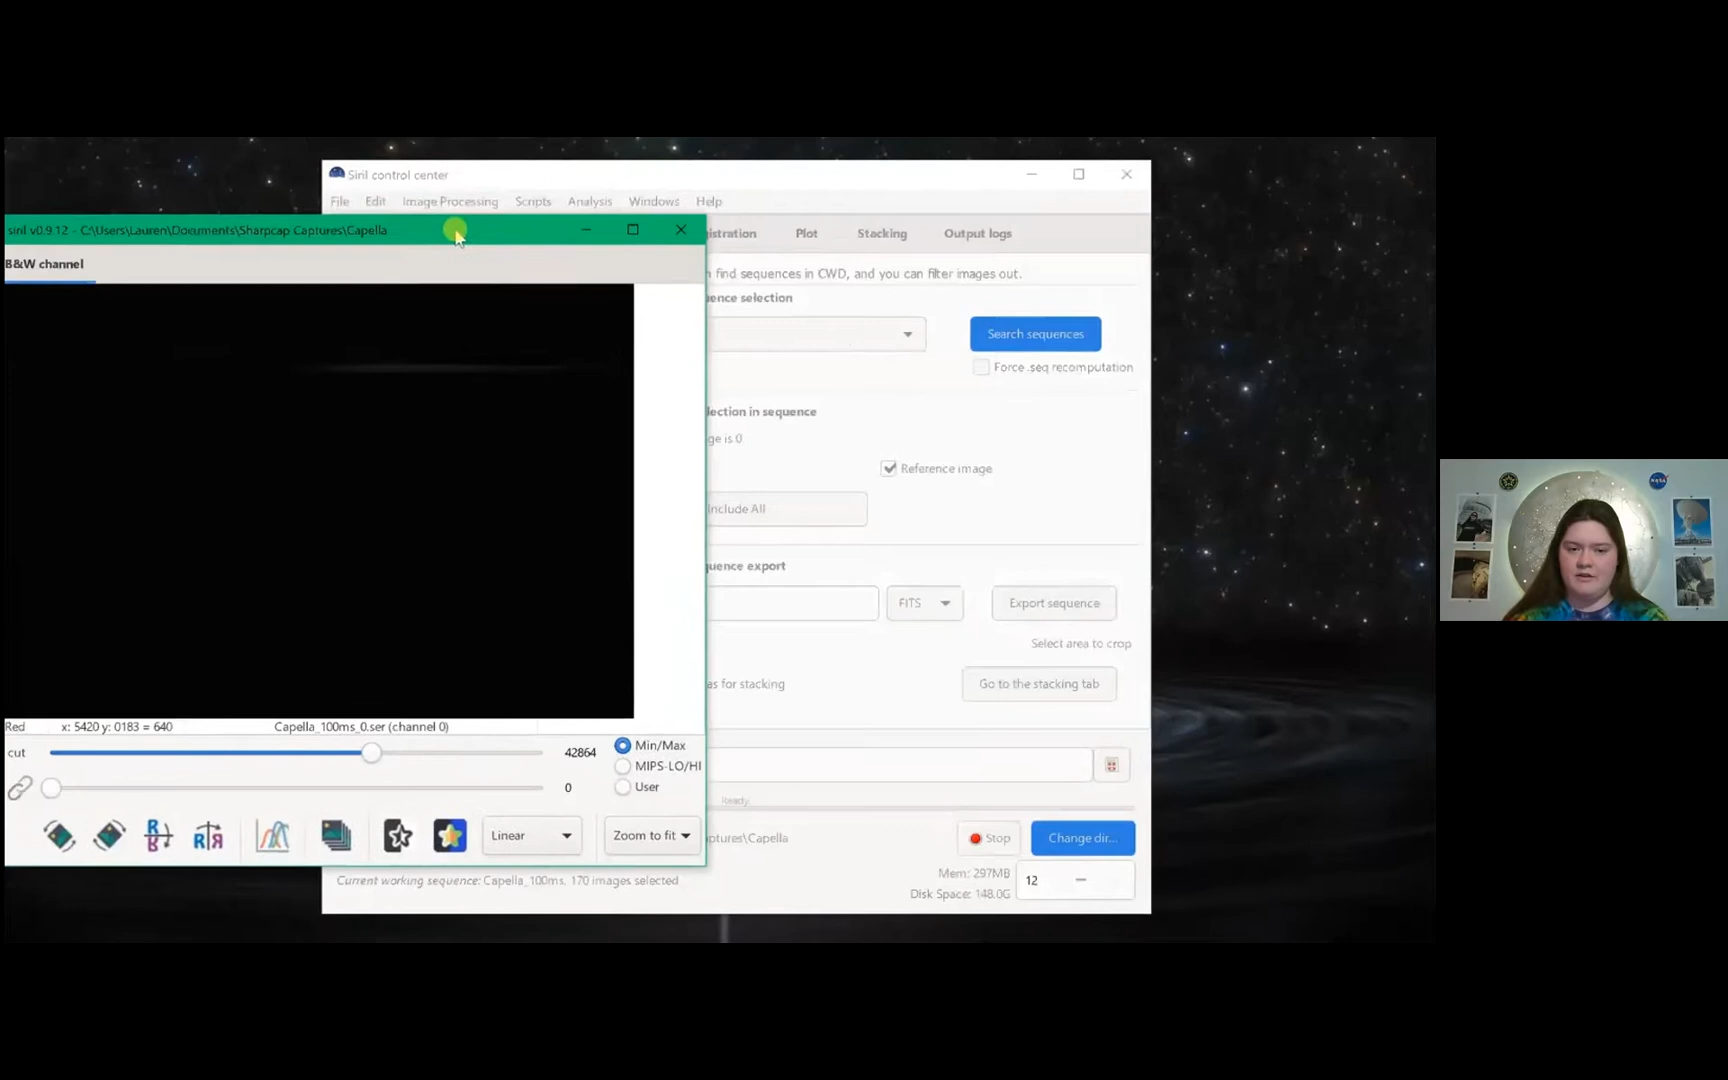 Siril control center
File Edit Image Processing Scripts Analysis Windows Help
siril v0.9.12 - C:\Users\Lauren\Documents\Sharpcap Captures\Capella
istration Plot Stacking Output logs
B&W channel
n find sequences in CWD, and you can filter images out.
uence selection
Search sequences
Force .seq recomputation
lection in sequence
ge is 0
Reference image
nclude All
quence export
FITS Export sequence
Select area to crop
as for stacking Go to the stacking tab
Red x: 5420 y: 0183 = 640 Capella_100ms_0.ser (channel 0)
cut 42864 Min/Max
MIPS-LO/HI
0 User
Ready
R R R R Linear Zoom to fit
ptures\Capella Stop Change dir...
Current working sequence: Capella_100ms, 170 images selected
Mem: 297MB
Disk Space: 148.0G
12
NASA